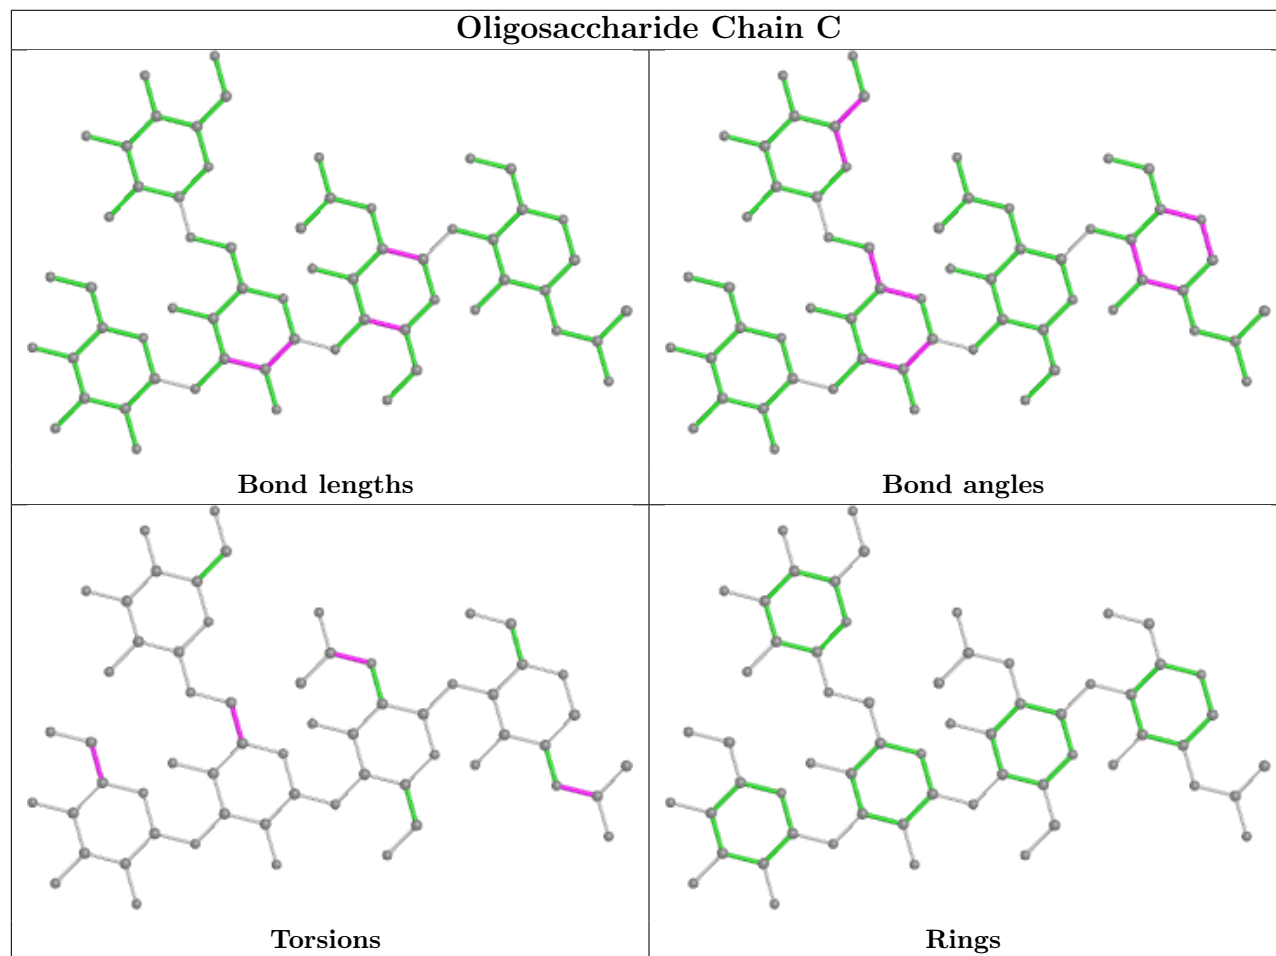 Oligosaccharide Chain C
Bond lengths
Bond angles
Torsions
Rings